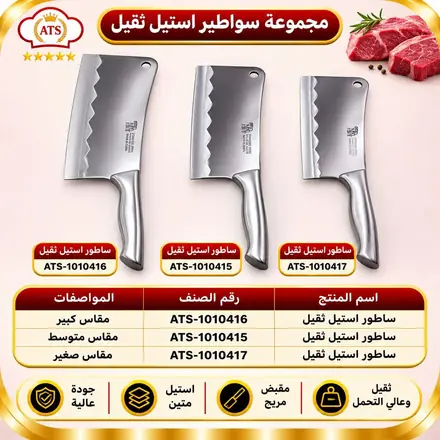 ATS
مجموعة سواطير استيل ثقيل
ساطور استيل ثقيل
ATS-1010416
ساطور استيل ثقيل
ATS-1010415
ساطور استيل ثقيل
ATS-1010417
اسم المنتج رقم الصنف المواصفات
ساطور استيل ثقيل ATS-1010416 مقاس كبير
ساطور استيل ثقيل ATS-1010415 مقاس متوسط
ساطور استيل ثقيل ATS-1010417 مقاس صغير
ثقيل
وعالي التحمل
مقبض
مريح
استيل
متين
جودة
عالية